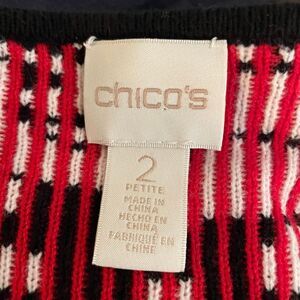 chico's
2
PETITE
MADE IN
CHINA
HECHO EN
CHINA
FABRIQUÉ EN
CHINE